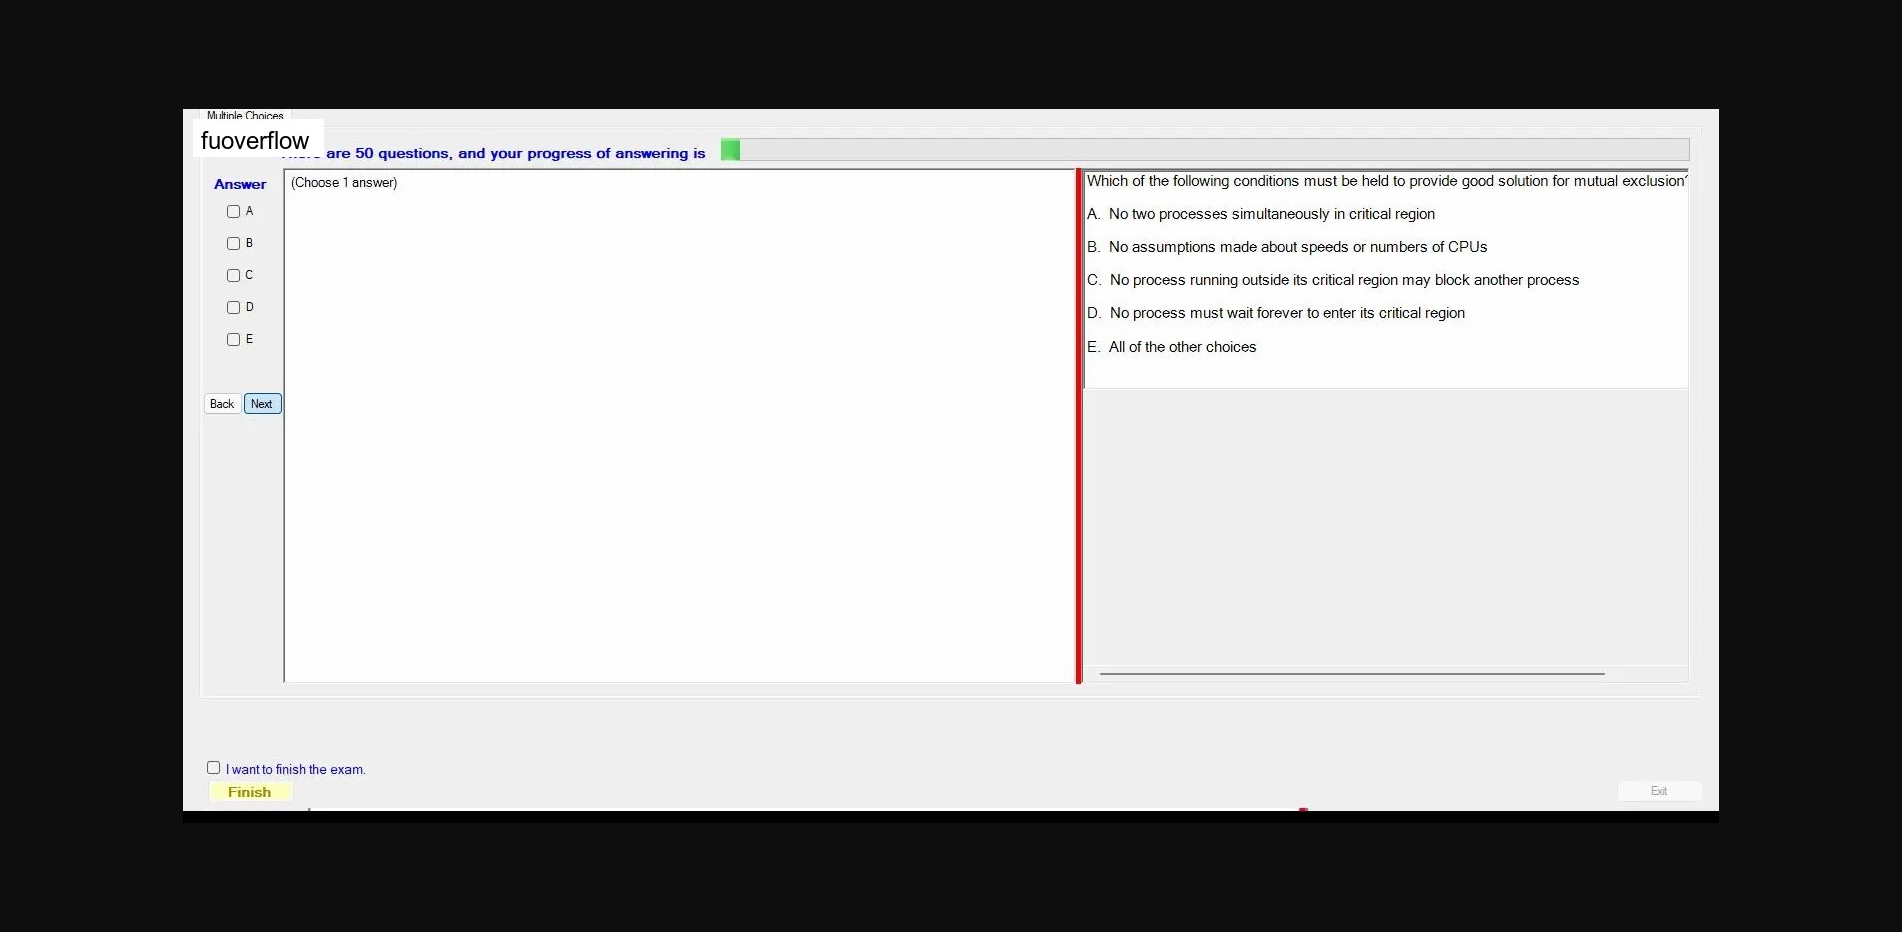 Multiple Choices
fuoverflow
are 50 questions, and your progress of answering is
Answer
(Choose 1 answer)
A
B
C
D
E
Back Next
Which of the following conditions must be held to provide good solution for mutual exclusion?
A. No two processes simultaneously in critical region
B. No assumptions made about speeds or numbers of CPUs
C. No process running outside its critical region may block another process
D. No process must wait forever to enter its critical region
E. All of the other choices
I want to finish the exam.
Finish
Exit